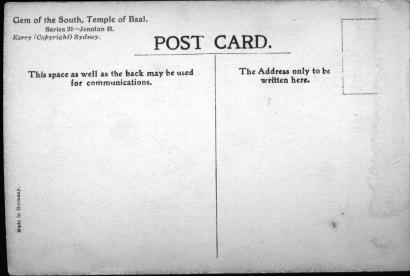 Gem of the South, Temple of Baal.
Series 31—Jenolan B.
Kerry (Copyright) Sydney.
POST CARD.
This space as well as the back may be used
for communications.
The Address only to be
written here.
Made in Germany.